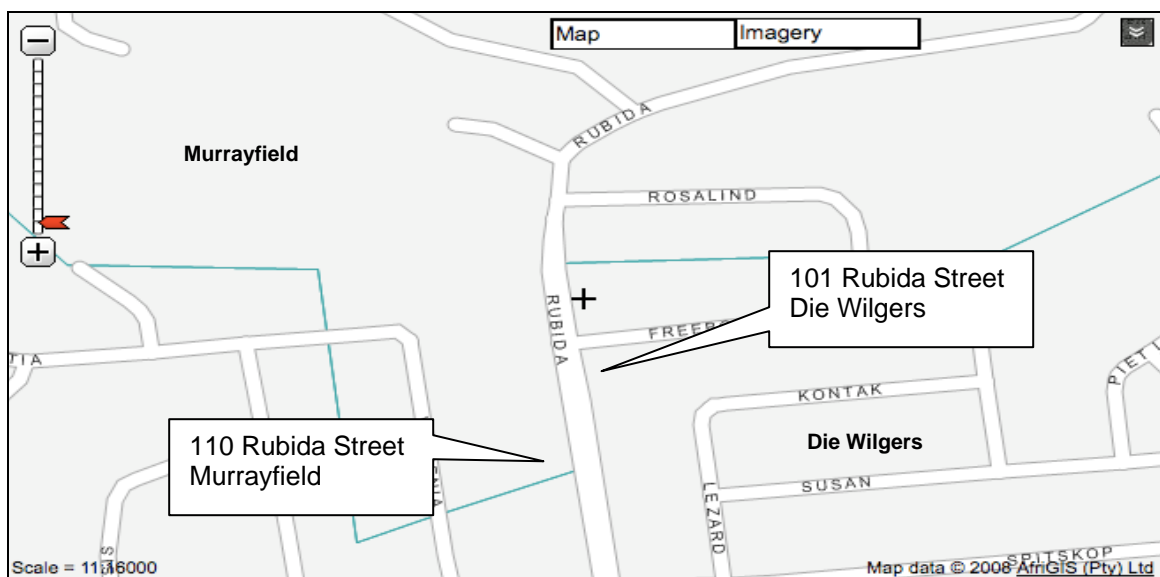 Map
Imagery
RUBIDA
Murrayfield
ROSALIND
101 Rubida Street
Die Wilgers
RUBIDA
KONTAK
110 Rubida Street
Murrayfield
Die Wilgers
SUSAN
LEZARD
SPITSKOP
Map data © 2008 AfriGIS (Pty) Ltd